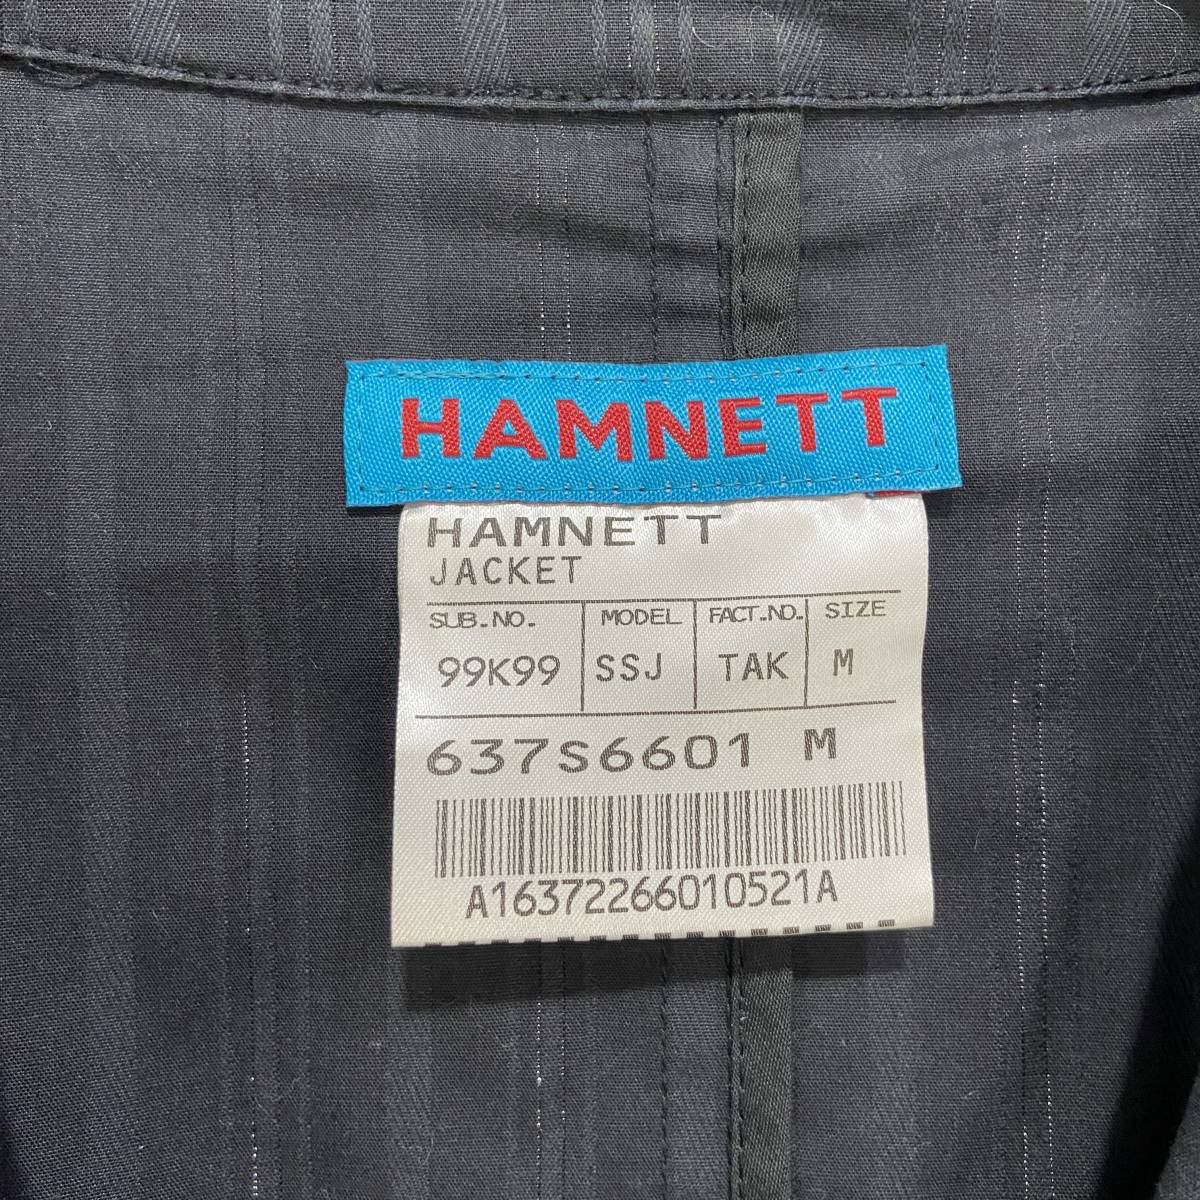 HAMNETT
HAMNETT
JACKET
SUB.NO. MODEL FACT.NO. SIZE
99K99 SSJ TAK M
637S6601 M
A16372266010521A